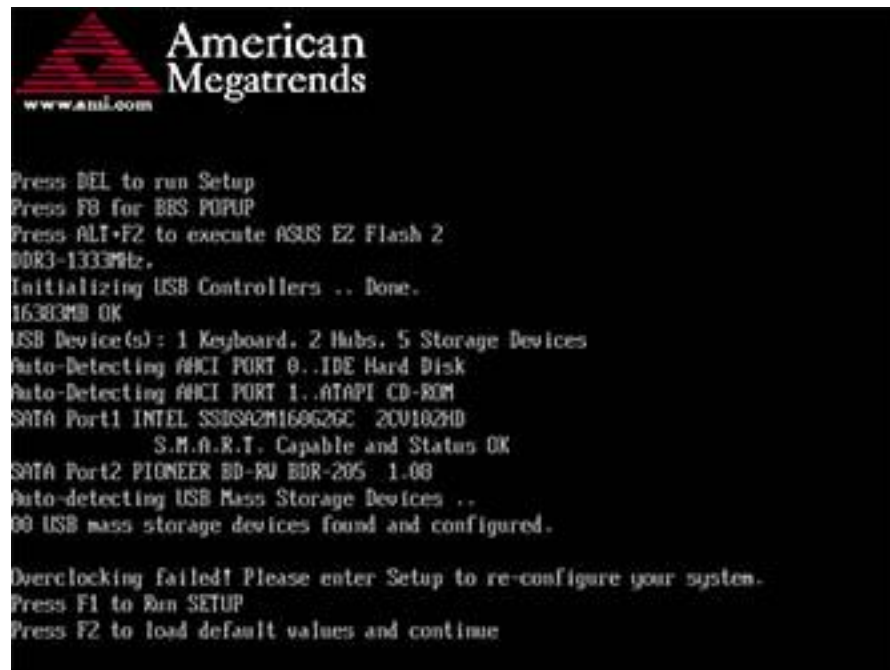 American
Megatrends
www.ami.com
Press DEL to run Setup
Press F8 for BBS POPUP
Press ALT+F2 to execute ASUS EZ Flash 2
DDR3-1333MHz.
Initializing USB Controllers .. Done.
16383MB OK
USB Device(s): 1 Keyboard, 2 Hubs, 5 Storage Devices
Auto-Detecting AHCI PORT 0..IDE Hard Disk
Auto-Detecting AHCI PORT 1..ATAPI CD-ROM
SATA Port1 INTEL SSDSA2M160G2GC 2CV102HD
S.M.A.R.T. Capable and Status OK
SATA Port2 PIONEER BD-RW BDR-205 1.08
Auto-detecting USB Mass Storage Devices ..
00 USB mass storage devices found and configured.
Overclocking failed! Please enter Setup to re-configure your system.
Press F1 to Run SETUP
Press F2 to load default values and continue